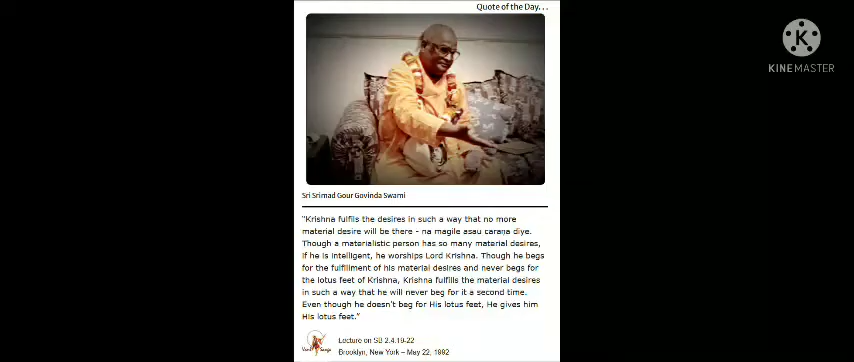 Quote of the Day. . .
KINEMASTER
Sri Srimad Gour Govinda Swami
"Krishna fulfils the desires in such a way that no more
material desire will be there - na magile asau caraṇa diye.
Though a materialistic person has so many material desires,
if he is intelligent, he worships Lord Krishna. Though he begs
for the fulfillment of his material desires and never begs for
the lotus feet of Krishna, Krishna fulfills the material desires
in such a way that he will never beg for it a second time.
Even though he doesn't beg for His lotus feet, He gives him
His lotus feet."
Lecture on SB 2.4.19-22
Brooklyn, New York – May 22, 1992